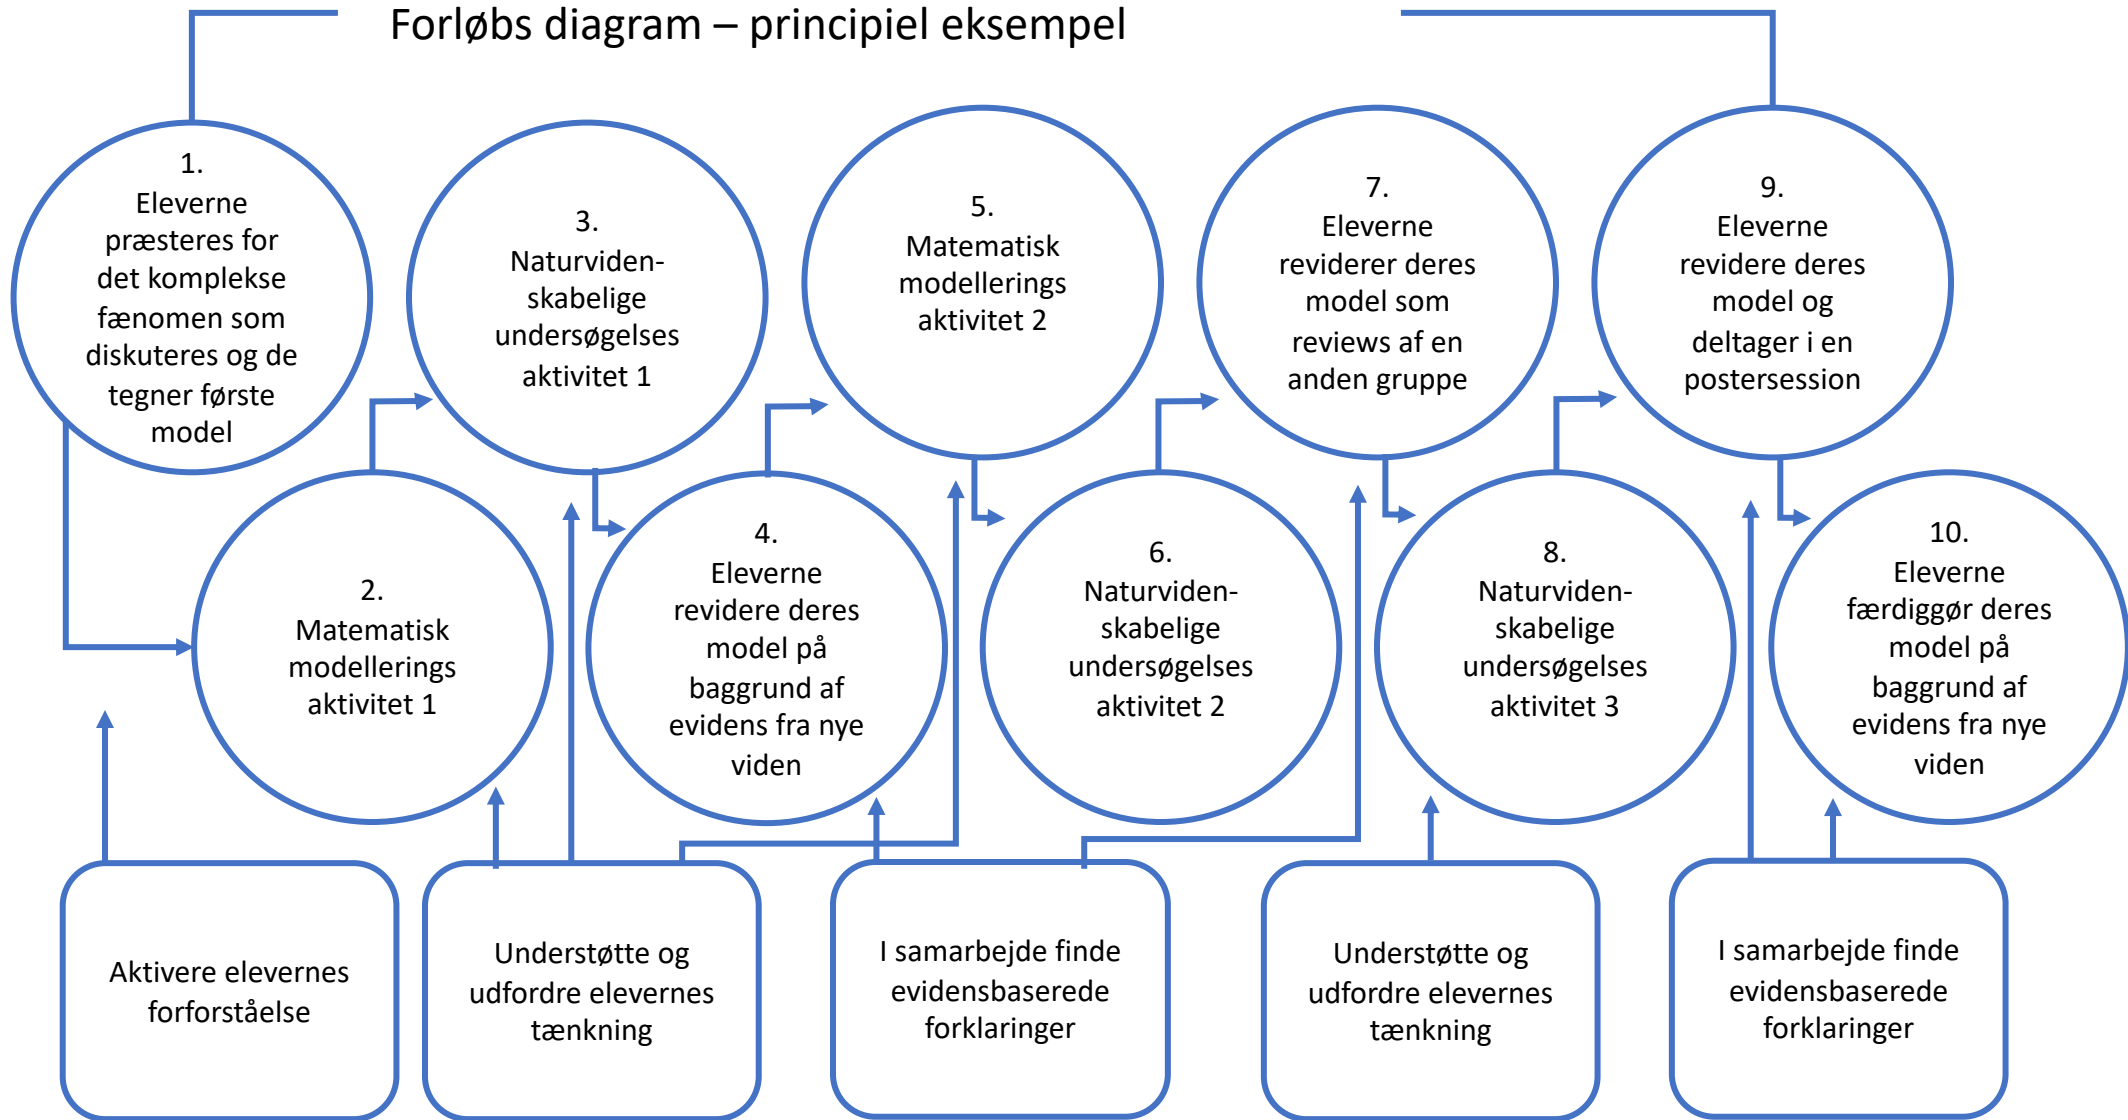 Forløbs diagram – principiel eksempel
1.
Eleverne
præsteres for
det komplekse
fænomen som
diskuteres og de
tegner første
model
2.
Matematisk
modellerings
aktivitet 1
3.
Naturviden-
skabelige
undersøgelses
aktivitet 1
4.
Eleverne
revidere deres
model på
baggrund af
evidens fra nye
viden
5.
Matematisk
modellerings
aktivitet 2
6.
Naturviden-
skabelige
undersøgelses
aktivitet 2
7.
Eleverne
reviderer deres
model som
reviews af en
anden gruppe
8.
Naturviden-
skabelige
undersøgelses
aktivitet 3
9.
Eleverne
revidere deres
model og
deltager i en
postersession
10.
Eleverne
færdiggør deres
model på
baggrund af
evidens fra nye
viden
Aktivere elevernes
forforståelse
Understøtte og
udfordre elevernes
tænkning
I samarbejde finde
evidensbaserede
forklaringer
Understøtte og
udfordre elevernes
tænkning
I samarbejde finde
evidensbaserede
forklaringer